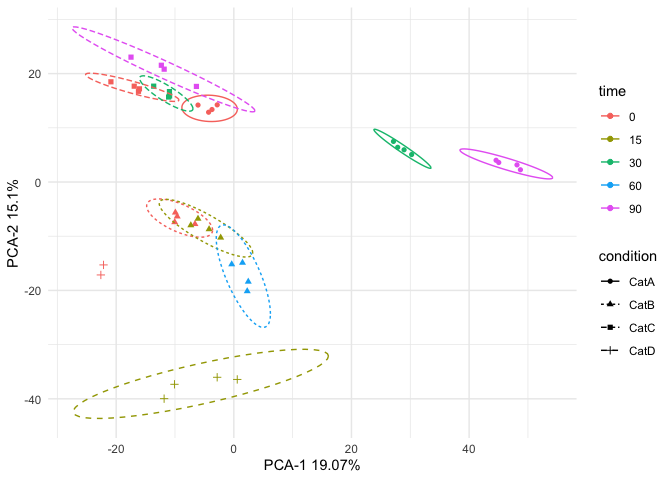 20
0
-20
-40
-20
0
20
40
PCA-1 19.07%
PCA-2 15.1%
time
0
15
30
60
90
condition
CatA
CatB
CatC
CatD